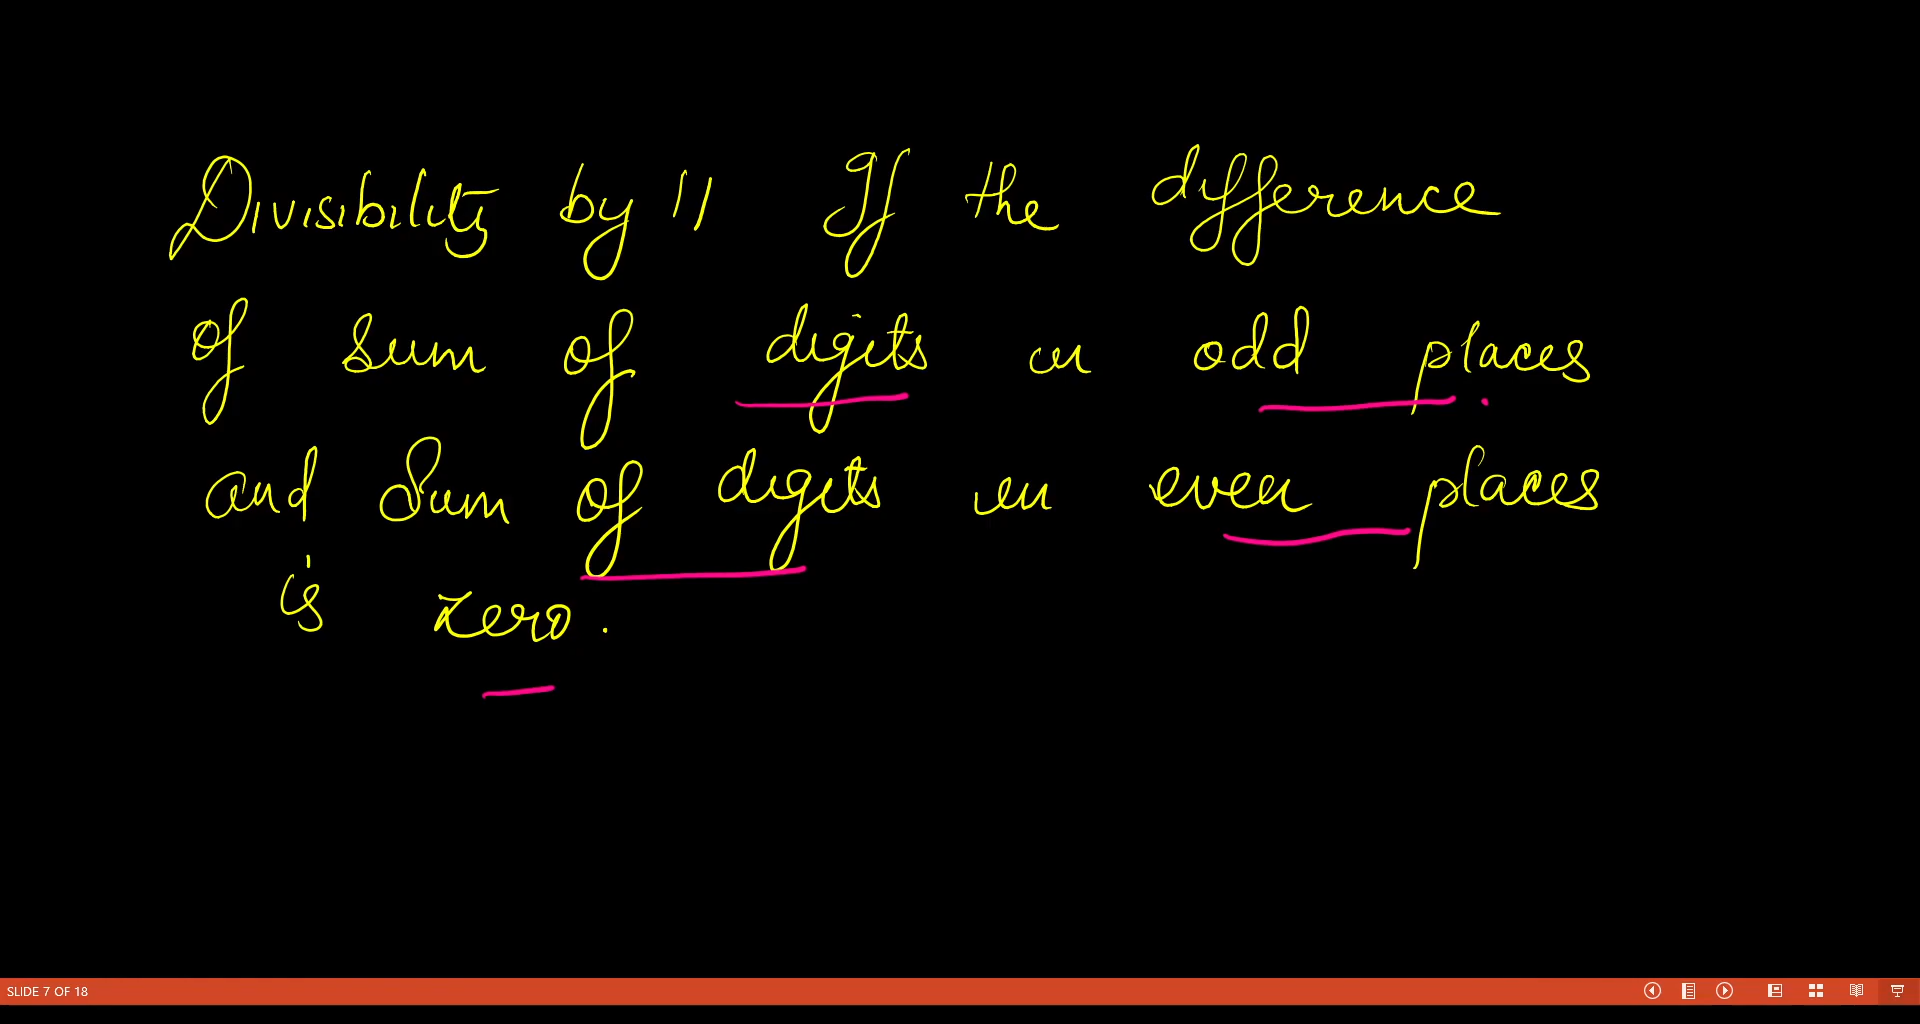 Divisibility by 11 If the difference
of sum of digits in odd places
and Sum of digits in even places
is zero.
SLIDE 7 OF 18